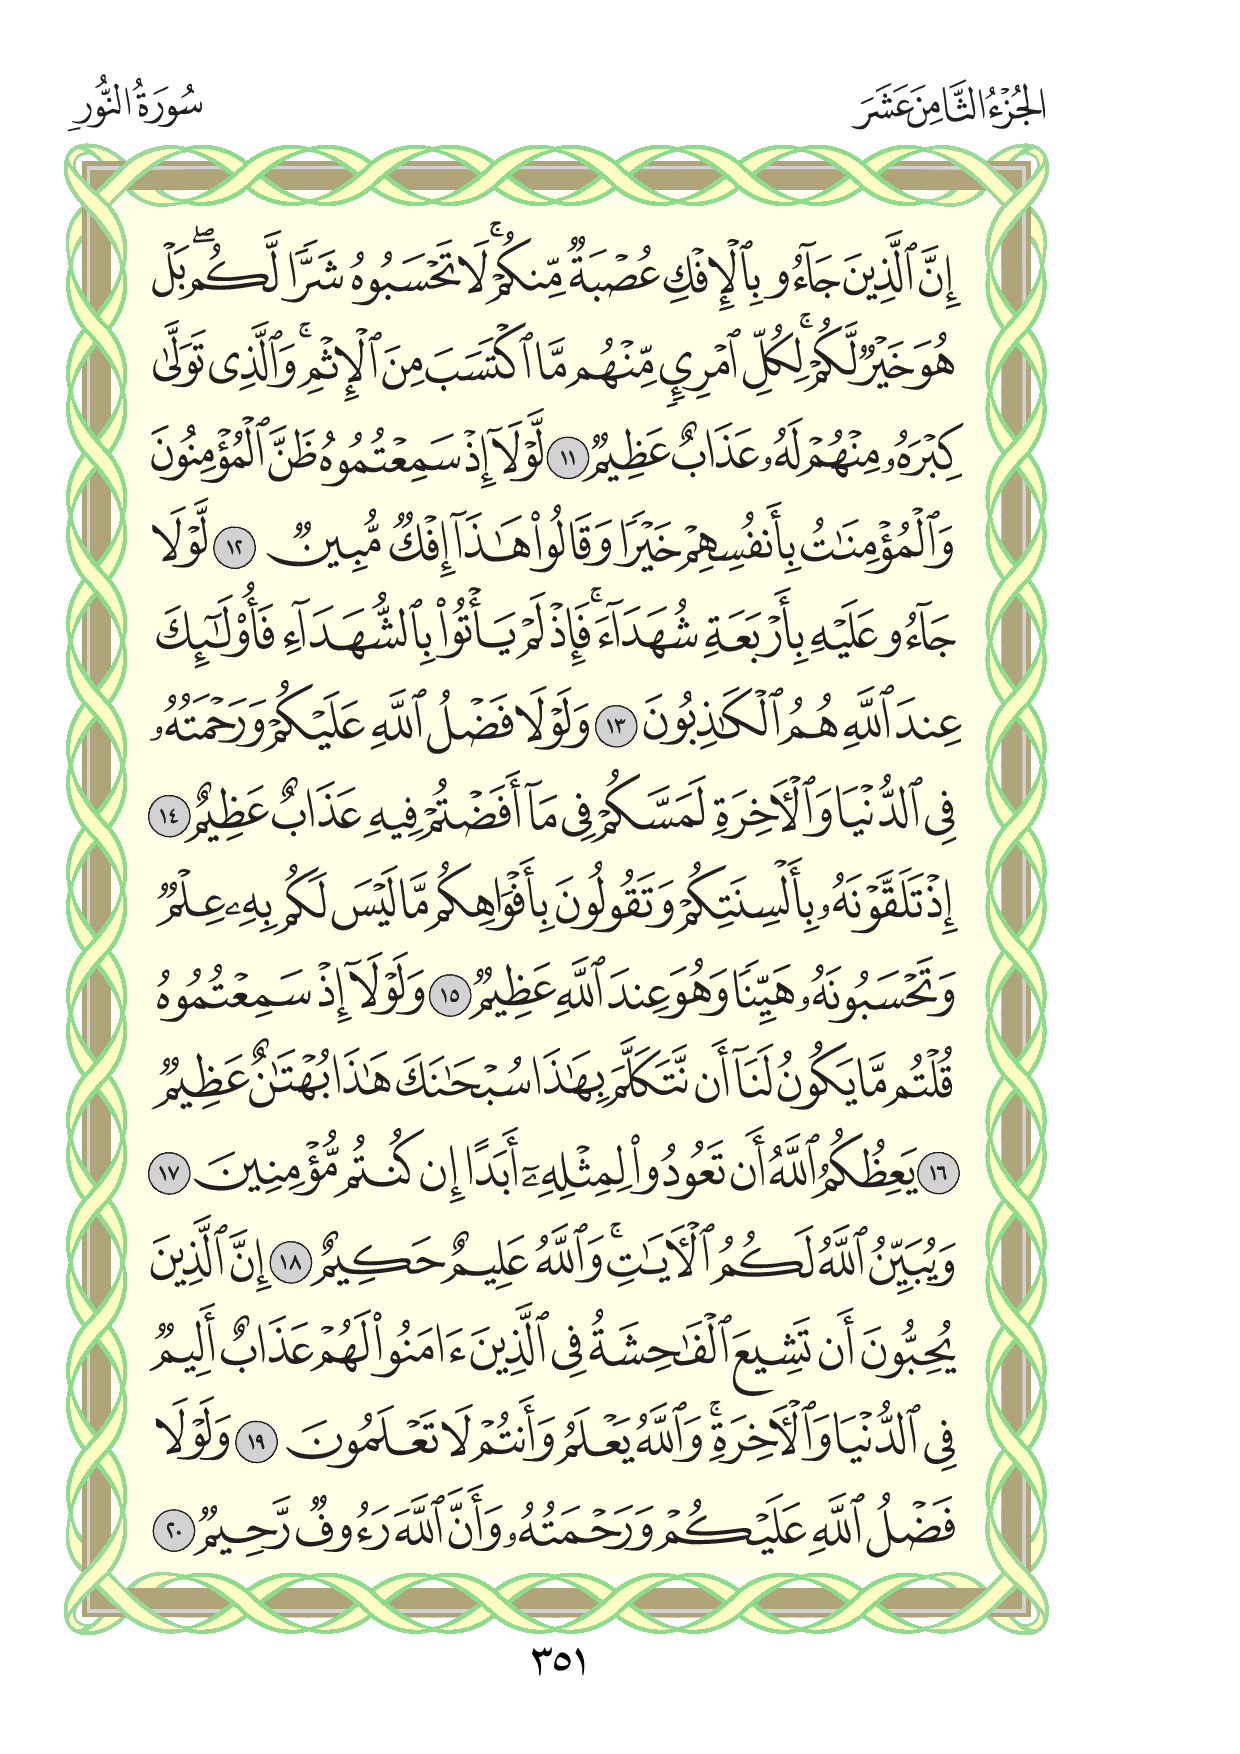 الجُزْءُ الثَّامِنَ عَشَرَ
سُورَةُ النُّورِ
إِنَّ ٱلَّذِينَ جَآءُو بِٱلْإِفْكِ عُصْبَةٌ مِّنكُمْ ۚ لَا تَحْسَبُوهُ شَرًّا لَّكُم ۖ بَلْ
هُوَ خَيْرٌ لَّكُمْ ۚ لِكُلِّ ٱمْرِئٍ مِّنْهُم مَّا ٱكْتَسَبَ مِنَ ٱلْإِثْمِ ۚ وَٱلَّذِى تَوَلَّىٰ
كِبْرَهُۥ مِنْهُمْ لَهُۥ عَذَابٌ عَظِيمٌ ١١ لَّوْلَآ إِذْ سَمِعْتُمُوهُ ظَنَّ ٱلْمُؤْمِنُونَ
وَٱلْمُؤْمِنَٰتُ بِأَنفُسِهِمْ خَيْرًا وَقَالُوا۟ هَٰذَآ إِفْكٌ مُّبِينٌ ١٢ لَّوْلَا
جَآءُو عَلَيْهِ بِأَرْبَعَةِ شُهَدَآءَ ۚ فَإِذْ لَمْ يَأْتُوا۟ بِٱلشُّهَدَآءِ فَأُو۟لَٰٓئِكَ
عِندَ ٱللَّهِ هُمُ ٱلْكَٰذِبُونَ ١٣ وَلَوْلَا فَضْلُ ٱللَّهِ عَلَيْكُمْ وَرَحْمَتُهُۥ
فِى ٱلدُّنْيَا وَٱلْءَاخِرَةِ لَمَسَّكُمْ فِى مَآ أَفَضْتُمْ فِيهِ عَذَابٌ عَظِيمٌ ١٤
إِذْ تَلَقَّوْنَهُۥ بِأَلْسِنَتِكُمْ وَتَقُولُونَ بِأَفْوَاهِكُم مَّا لَيْسَ لَكُم بِهِۦ عِلْمٌ
وَتَحْسَبُونَهُۥ هَيِّنًا وَهُوَ عِندَ ٱللَّهِ عَظِيمٌ ١٥ وَلَوْلَآ إِذْ سَمِعْتُمُوهُ
قُلْتُم مَّا يَكُونُ لَنَآ أَن نَّتَكَلَّمَ بِهَٰذَا سُبْحَٰنَكَ هَٰذَا بُهْتَٰنٌ عَظِيمٌ
١٦ يَعِظُكُمُ ٱللَّهُ أَن تَعُودُوا۟ لِمِثْلِهِۦٓ أَبَدًا إِن كُنتُم مُّؤْمِنِينَ ١٧
وَيُبَيِّنُ ٱللَّهُ لَكُمُ ٱلْءَايَٰتِ ۚ وَٱللَّهُ عَلِيمٌ حَكِيمٌ ١٨ إِنَّ ٱلَّذِينَ
يُحِبُّونَ أَن تَشِيعَ ٱلْفَٰحِشَةُ فِى ٱلَّذِينَ ءَامَنُوا۟ لَهُمْ عَذَابٌ أَلِيمٌ
فِى ٱلدُّنْيَا وَٱلْءَاخِرَةِ ۚ وَٱللَّهُ يَعْلَمُ وَأَنتُمْ لَا تَعْلَمُونَ ١٩ وَلَوْلَا
فَضْلُ ٱللَّهِ عَلَيْكُمْ وَرَحْمَتُهُۥ وَأَنَّ ٱللَّهَ رَءُوفٌ رَّحِيمٌ ٢٠
٣٥١